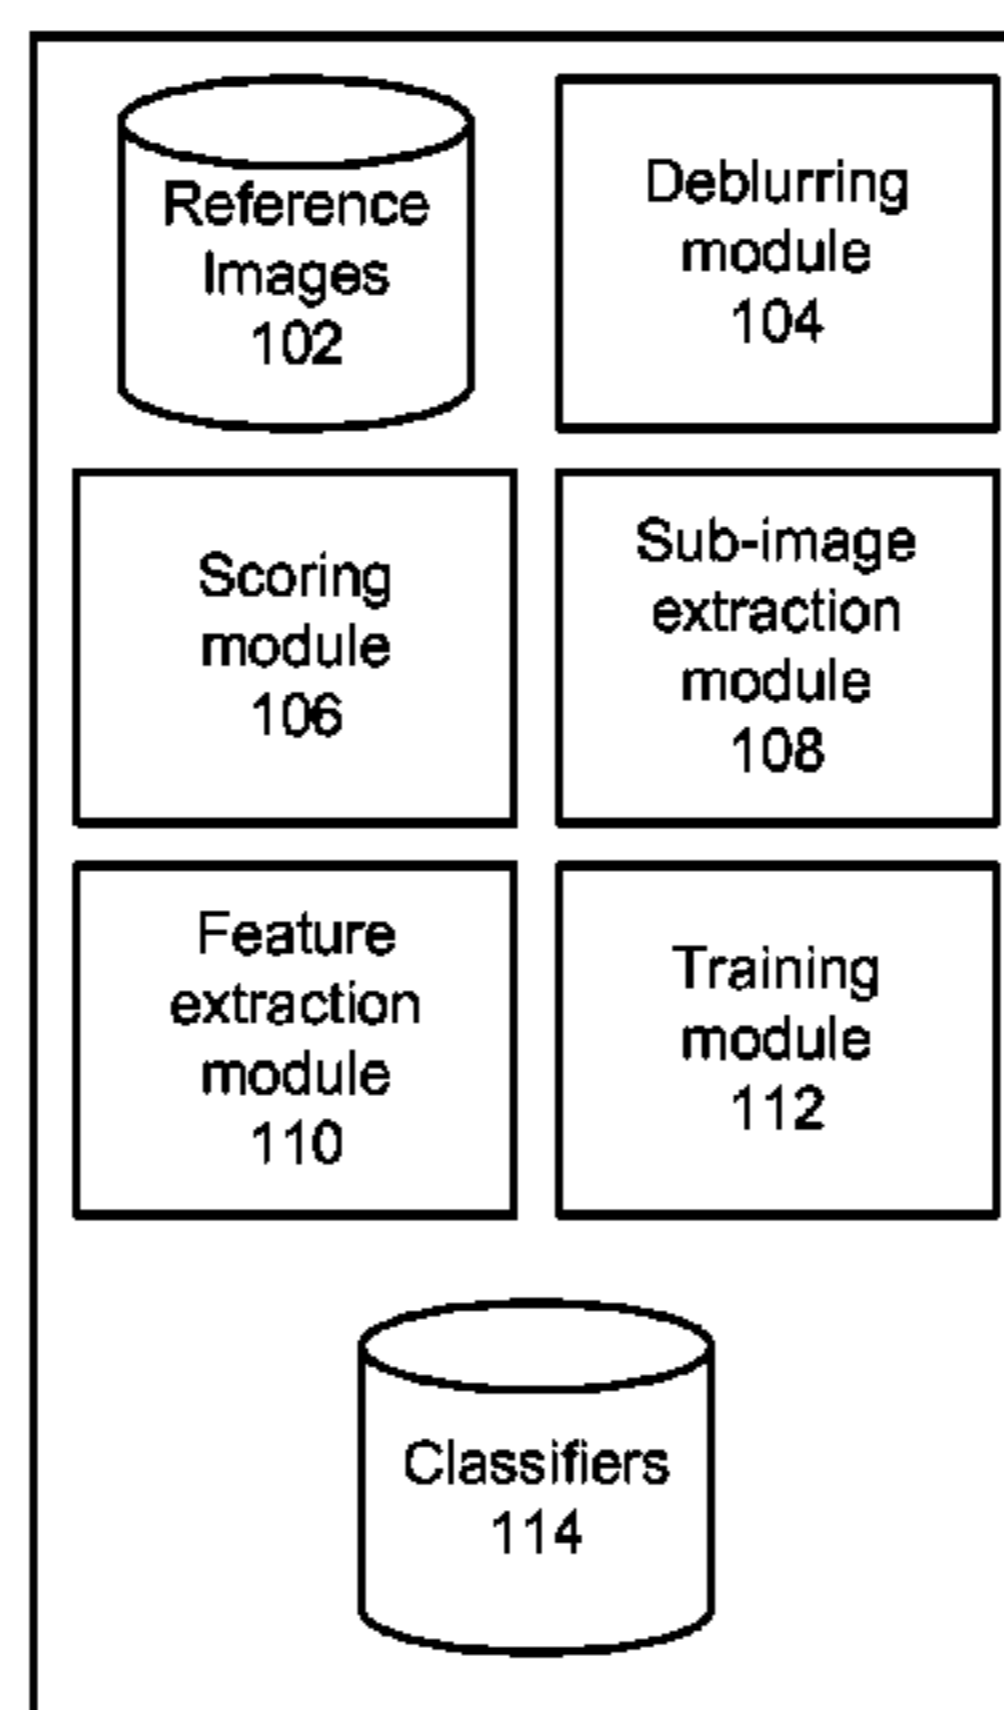 Reference
Images
102
Deblurring
module
104
Scoring
module
106
Sub-image
extraction
module
108
Feature
extraction
module
110
Training
module
112
Classifiers
114